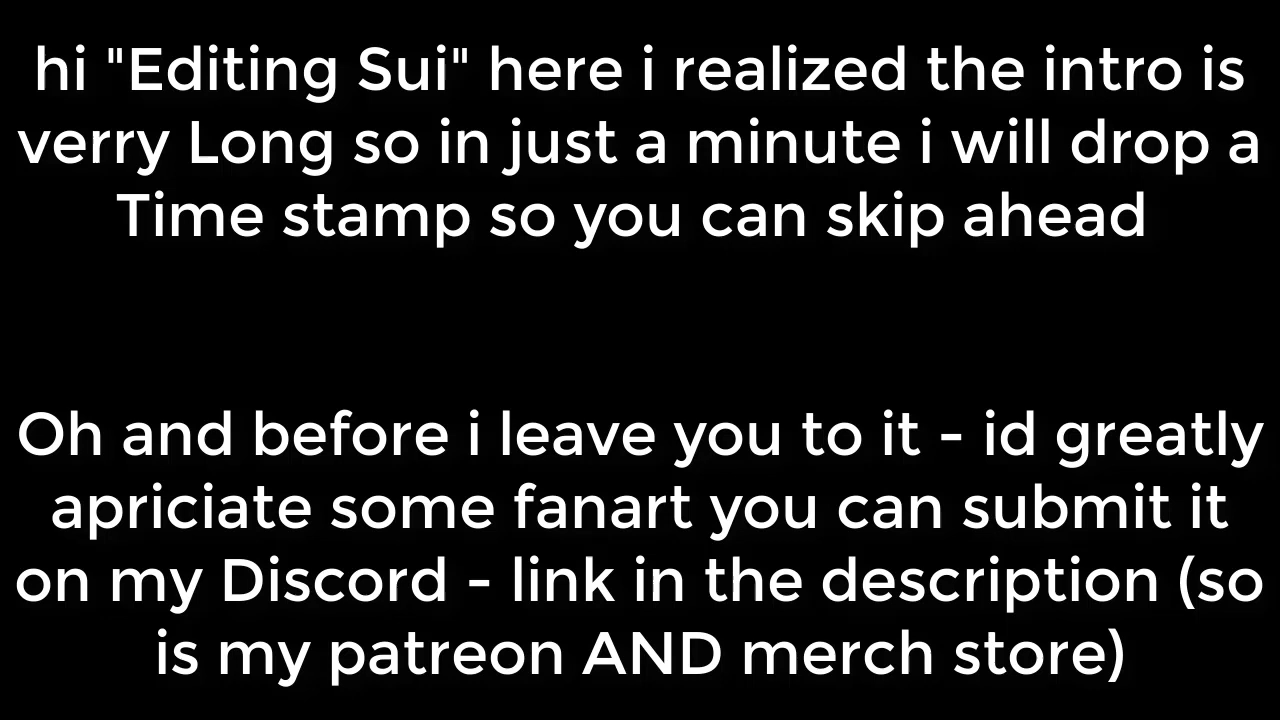 hi "Editing Sui" here i realized the intro is
verry Long so in just a minute i will drop a
Time stamp so you can skip ahead
Oh and before i leave you to it - id greatly
apriciate some fanart you can submit it
on my Discord - link in the description (so
is my patreon AND merch store)